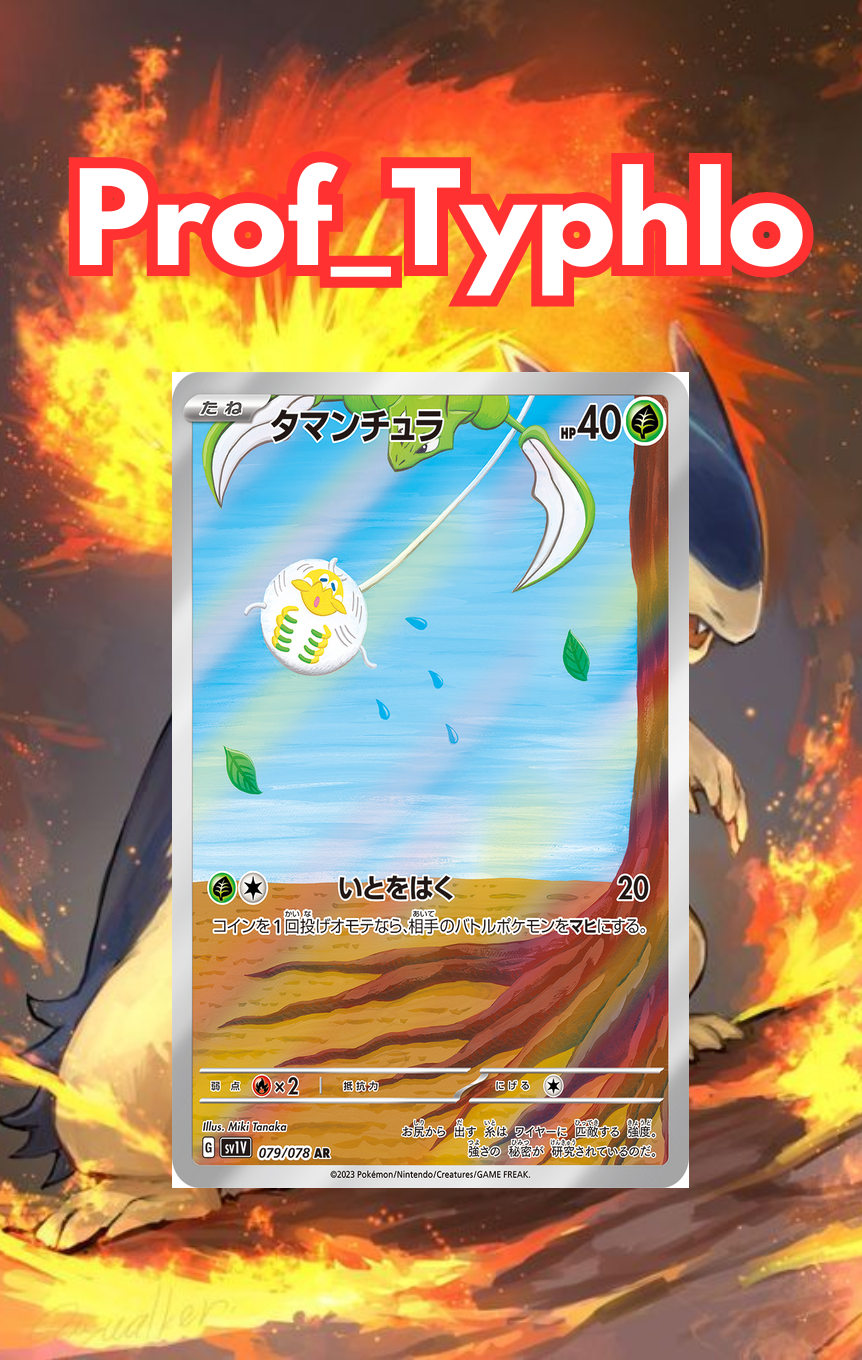 Prof_Typhlo
たね タマンチュラ HP40
いとをはく 20
コインを1回投げオモテなら、相手のバトルポケモンをマヒにする。
弱点 ×2 抵抗力 にげる
Illus. Miki Tanaka
お尻から 出す 糸は ワイヤーに 匹敵する 強度。
強さの 秘密が 研究されているのだ。
G sv1V 079/078 AR
©2023 Pokémon/Nintendo/Creatures/GAME FREAK.